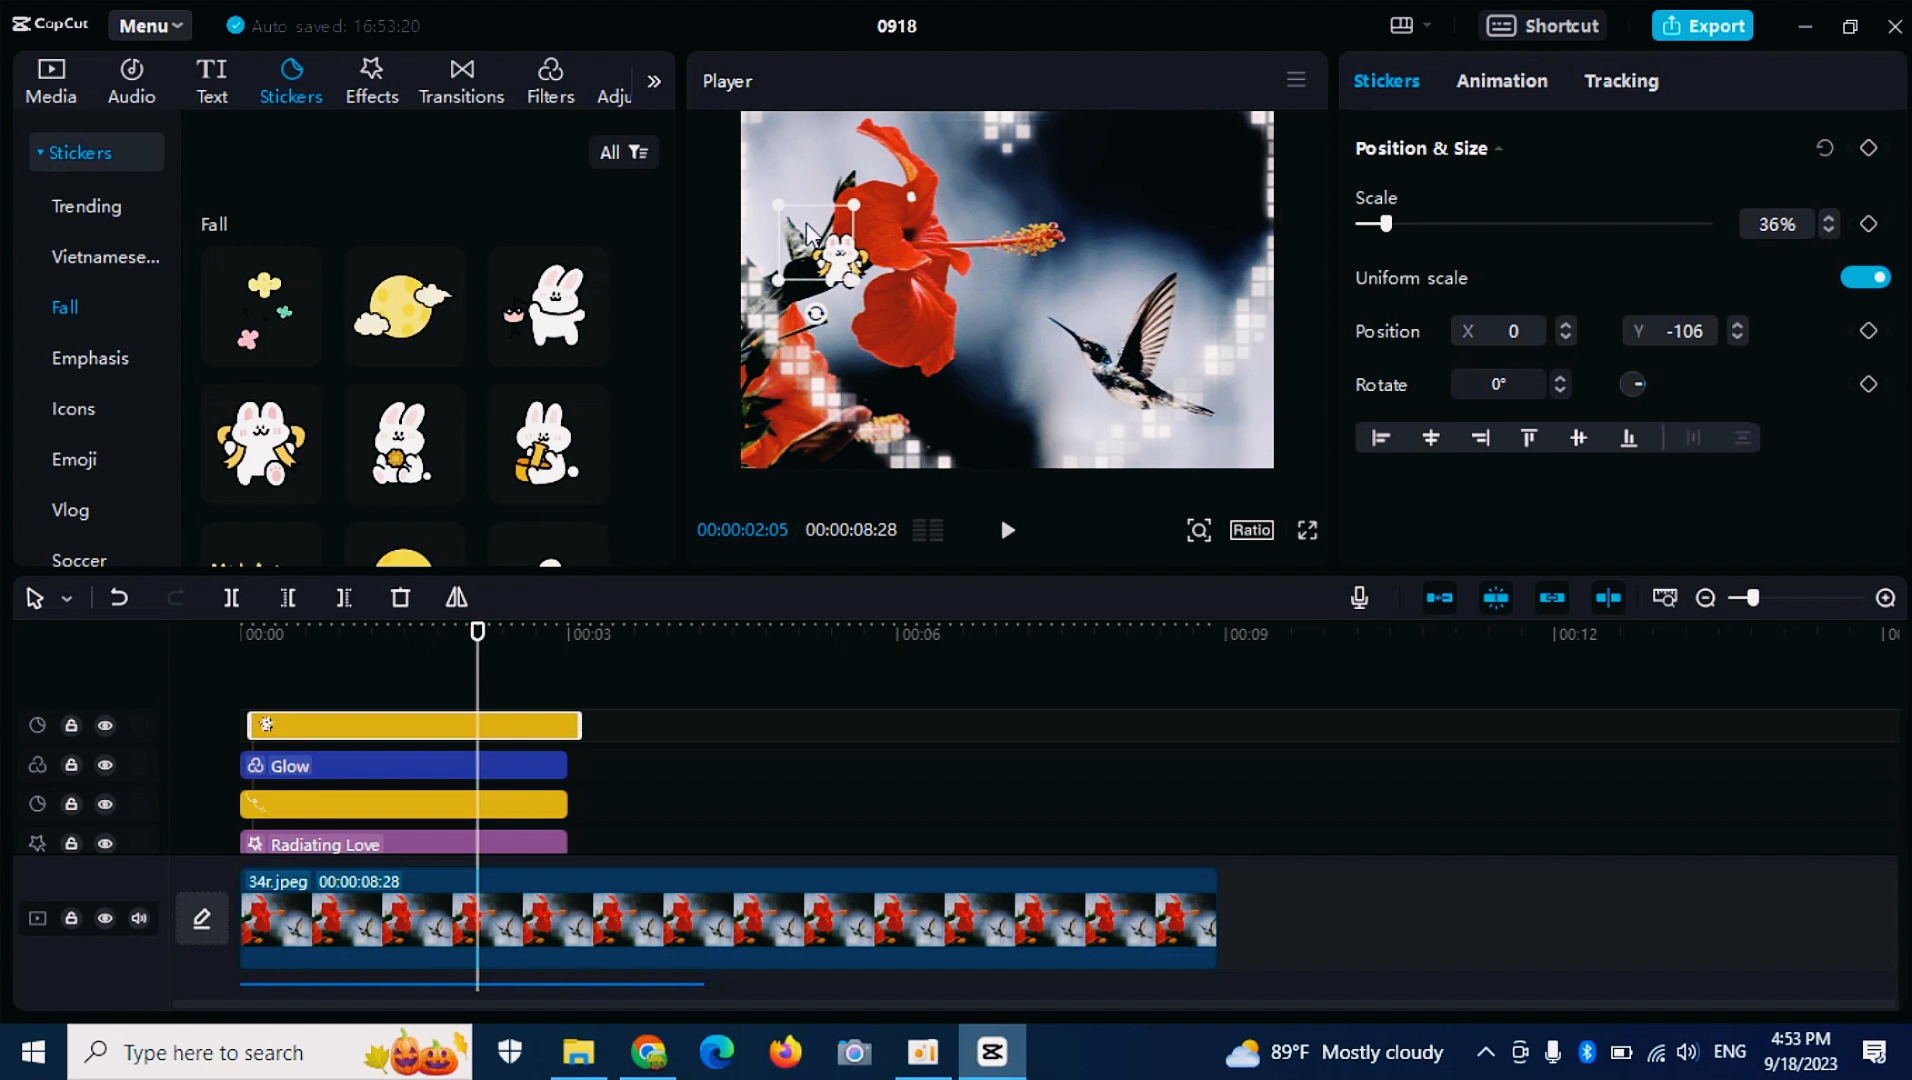 CapCut
Menu
Auto saved: 16:53:20
0918
Shortcut
Export
Media
Audio
TI
Text
Stickers
Effects
Transitions
Filters
Adju
Player
Stickers
Animation
Tracking
Stickers
All
Trending
Vietnamese...
Fall
Emphasis
Icons
Emoji
Vlog
Soccer
Fall
Position & Size
Scale
36%
Uniform scale
Position
X 0
Y -106
Rotate
0°
00:00:02:05 00:00:08:28
Ratio
00:00
00:03
00:06
00:09
00:12
Glow
Radiating Love
34r.jpeg 00:00:08:28
Type here to search
89°F Mostly cloudy
ENG
4:53 PM
9/18/2023